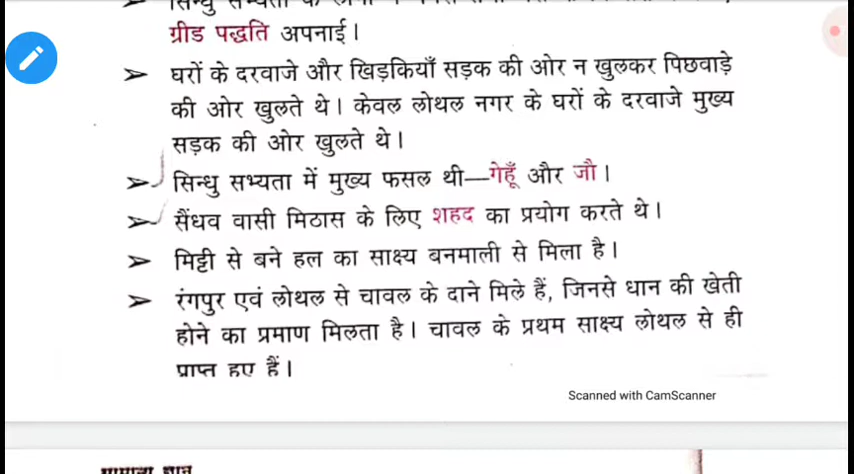 ग्रीड पद्धति अपनाई।
➢ घरों के दरवाजे और खिड़कियाँ सड़क की ओर न खुलकर पिछवाड़े
की ओर खुलते थे। केवल लोथल नगर के घरों के दरवाजे मुख्य
सड़क की ओर खुलते थे।
➢ सिन्धु सभ्यता में मुख्य फसल थी—गेहूँ और जौ।
➢ सैंधव वासी मिठास के लिए शहद का प्रयोग करते थे।
➢ मिट्टी से बने हल का साक्ष्य बनमाली से मिला है।
➢ रंगपुर एवं लोथल से चावल के दाने मिले हैं, जिनसे धान की खेती
होने का प्रमाण मिलता है। चावल के प्रथम साक्ष्य लोथल से ही
प्राप्त हुए हैं।
Scanned with CamScanner